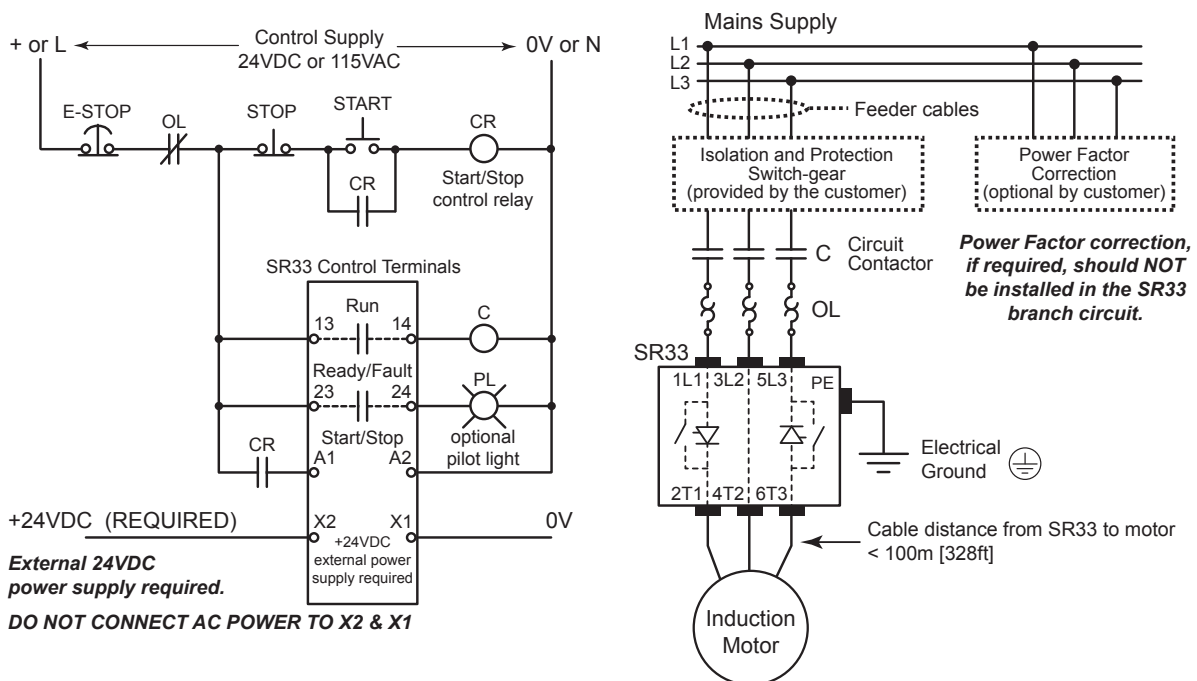 + or L
Control Supply
24VDC or 115VAC
0V or N
E-STOP
OL
STOP
START
CR
CR
Start/Stop
control relay
SR33 Control Terminals
Run
13
14
C
Ready/Fault
23
24
PL
optional
pilot light
CR
Start/Stop
A1
A2
+24VDC (REQUIRED)
X2
X1
0V
+24VDC
external power
supply required
External 24VDC
power supply required.
DO NOT CONNECT AC POWER TO X2 & X1
Mains Supply
L1
L2
L3
Feeder cables
Isolation and Protection
Switch-gear
(provided by the customer)
Power Factor
Correction
(optional by customer)
C
Circuit
Contactor
Power Factor correction,
if required, should NOT
be installed in the SR33
branch circuit.
OL
SR33
1L1 3L2 5L3
PE
Electrical
Ground
2T1 4T2 6T3
Cable distance from SR33 to motor
< 100m [328ft]
Induction
Motor